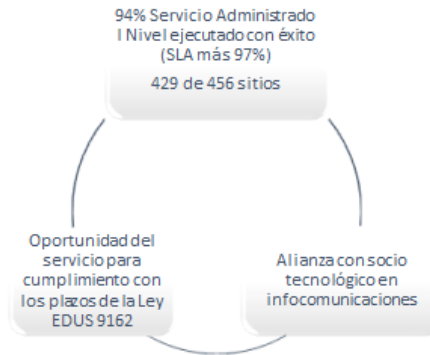 94% Servicio Administrado
I Nivel ejecutado con éxito
(SLA más 97%)
429 de 456 sitios
Oportunidad del
servicio para
cumplimiento con
los plazos de la Ley
EDUS 9162
Alianza con socio
tecnológico en
infocomunicaciones